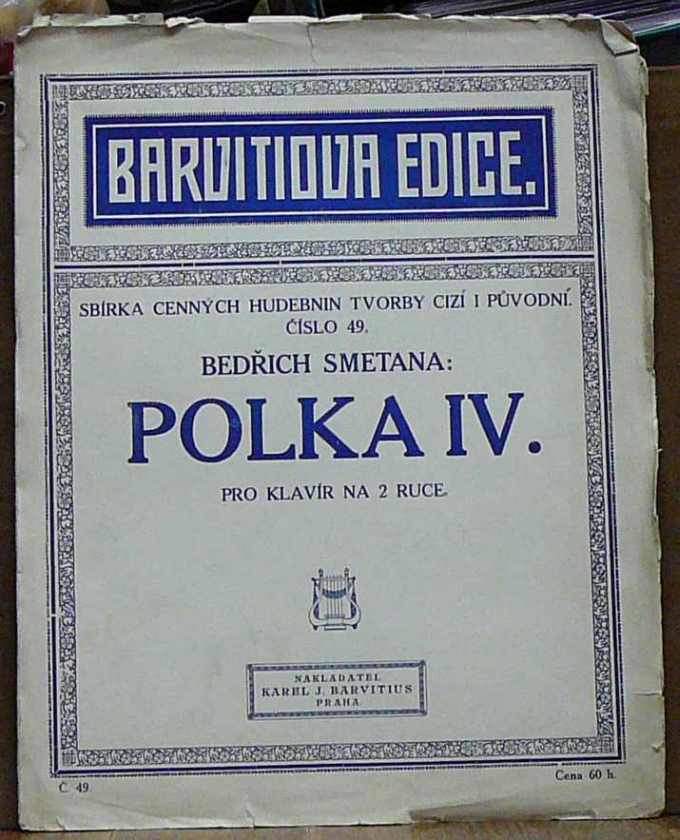 BARVITIOVA EDICE.
SBÍRKA CENNÝCH HUDEBNIN TVORBY CIZÍ I PŮVODNÍ.
ČÍSLO 49.
BEDŘICH SMETANA:
POLKA IV.
PRO KLAVÍR NA 2 RUCE.
NAKLADATEL
KAREL J. BARVITIUS
PRAHA
Č. 49
Cena 60 h.